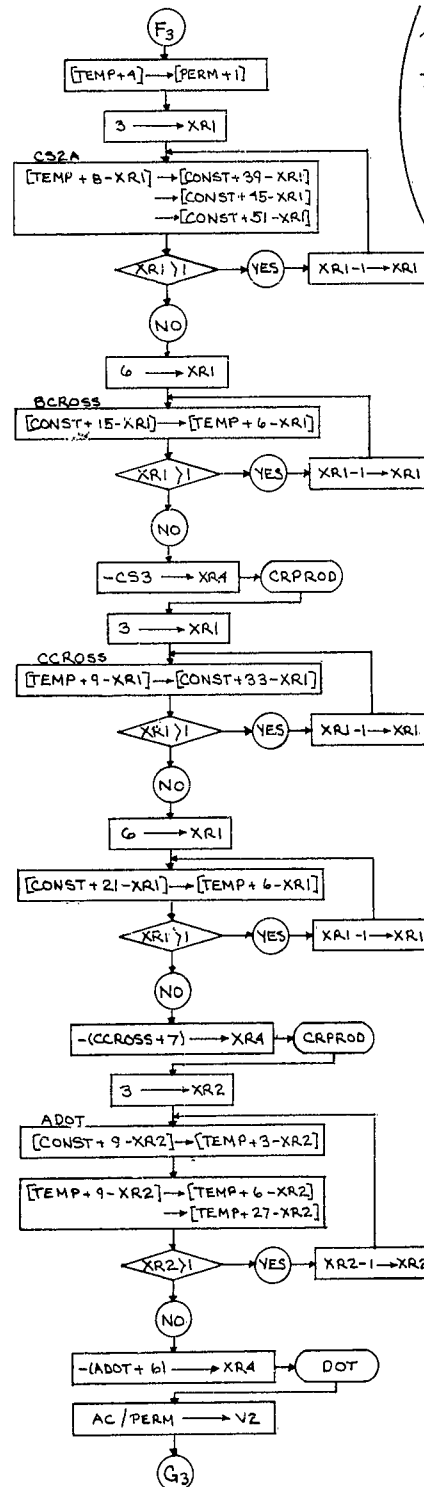 F3
[TEMP+4]→[PERM+1]
3 → XR1
CS2A
[TEMP+8-XR1]→[CONST+39-XR1]
→[CONST+45-XR1]
→[CONST+51-XR1]
XR1>1 YES XR1-1→XR1
NO
6 → XR1
BCROSS
[CONST+15-XR1]→[TEMP+6-XR1]
XR1>1 YES XR1-1→XR1
NO
-CS3 → XR4 CRPROD
3 → XR1
CCROSS
[TEMP+9-XR1]→[CONST+33-XR1]
XR1>1 YES XR1-1→XR1
NO
6 → XR1
[CONST+21-XR1]→[TEMP+6-XR1]
XR1>1 YES XR1-1→XR1
NO
-(CCROSS+7) → XR4 CRPROD
3 → XR2
ADOT
[CONST+9-XR2]→[TEMP+3-XR2]
[TEMP+9-XR2]→[TEMP+6-XR2]
→[TEMP+27-XR2]
XR2>1 YES XR2-1→XR2
NO
-(ADOT+6) → XR4 DOT
AC/PERM → V2
G3